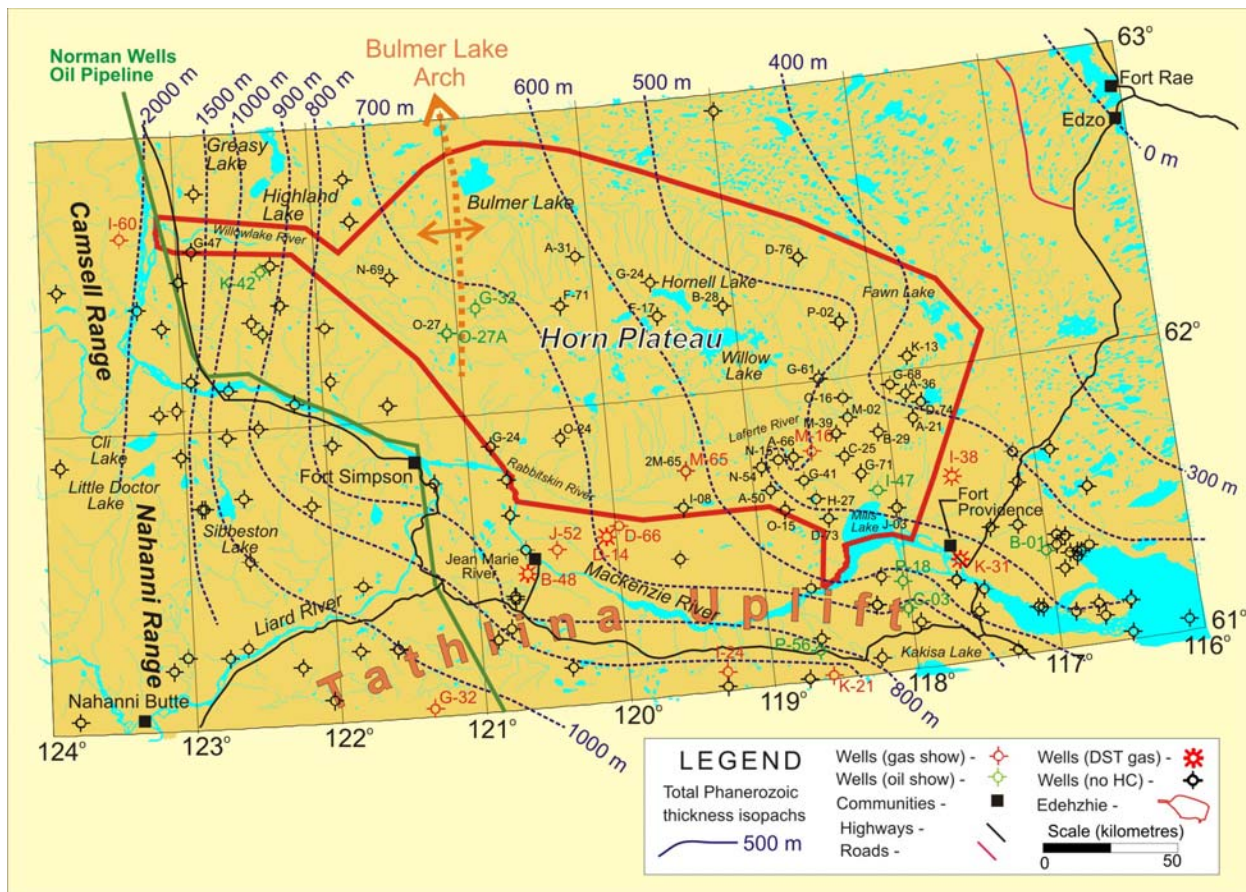 63°
Fort Rae
Edzo
0 m
Norman Wells
Oil Pipeline
Bulmer Lake
Arch
2000 m
1500 m
1000 m
900 m
800 m
700 m
600 m
500 m
400 m
Greasy
Lake
Highland
Lake
Bulmer Lake
I-60
Willowlake River
G-47
K-42
Camsell Range
N-69
A-31
G-24
Hornell Lake
D-76
B-28
F-71
F-17
G-32
O-27
O-27A
Fawn Lake
P-02
Horn Plateau
Willow
Lake
62°
K-13
G-61
G-68
A-36
D-74
A-21
M-02
M-39
B-29
Laferte River
M-16
A-66
C-25
G-71
G-41
N-54
I-47
I-38
300 m
2M-65
M-65
I-08
A-50
H-27
O-15
D-73
Mills
Lake
J-03
Fort
Providence
G-24
O-24
Rabbitskin River
Cli
Lake
Little Doctor
Lake
Fort Simpson
Sibbeston
Lake
Nahanni Range
J-52
D-66
D-14
Jean Marie
River
B-48
Mackenzie River
Liard River
Tathlina Uplift
B-01
K-31
P-18
C-03
P-56
Kakisa Lake
I-24
K-21
G-32
800 m
1000 m
Nahanni Butte
61°
124°
123°
122°
121°
120°
119°
118°
117°
116°
LEGEND
Total Phanerozoic
thickness isopachs
500 m
Wells (gas show) -
Wells (oil show) -
Communities -
Highways -
Roads -
Wells (DST gas) -
Wells (no HC) -
Edehzhie -
Scale (kilometres)
0 50